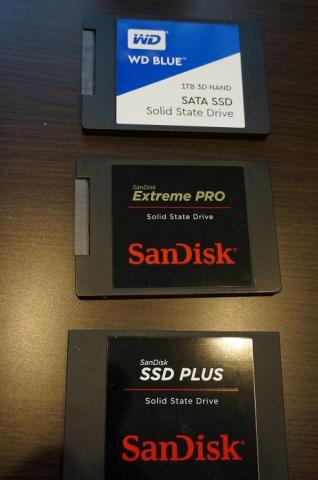 WD
WD BLUE™
1TB 3D NAND
SATA SSD
Solid State Drive
SanDisk
Extreme PRO
Solid State Drive
SanDisk®
SanDisk
SSD PLUS
Solid State Drive
SanDisk®